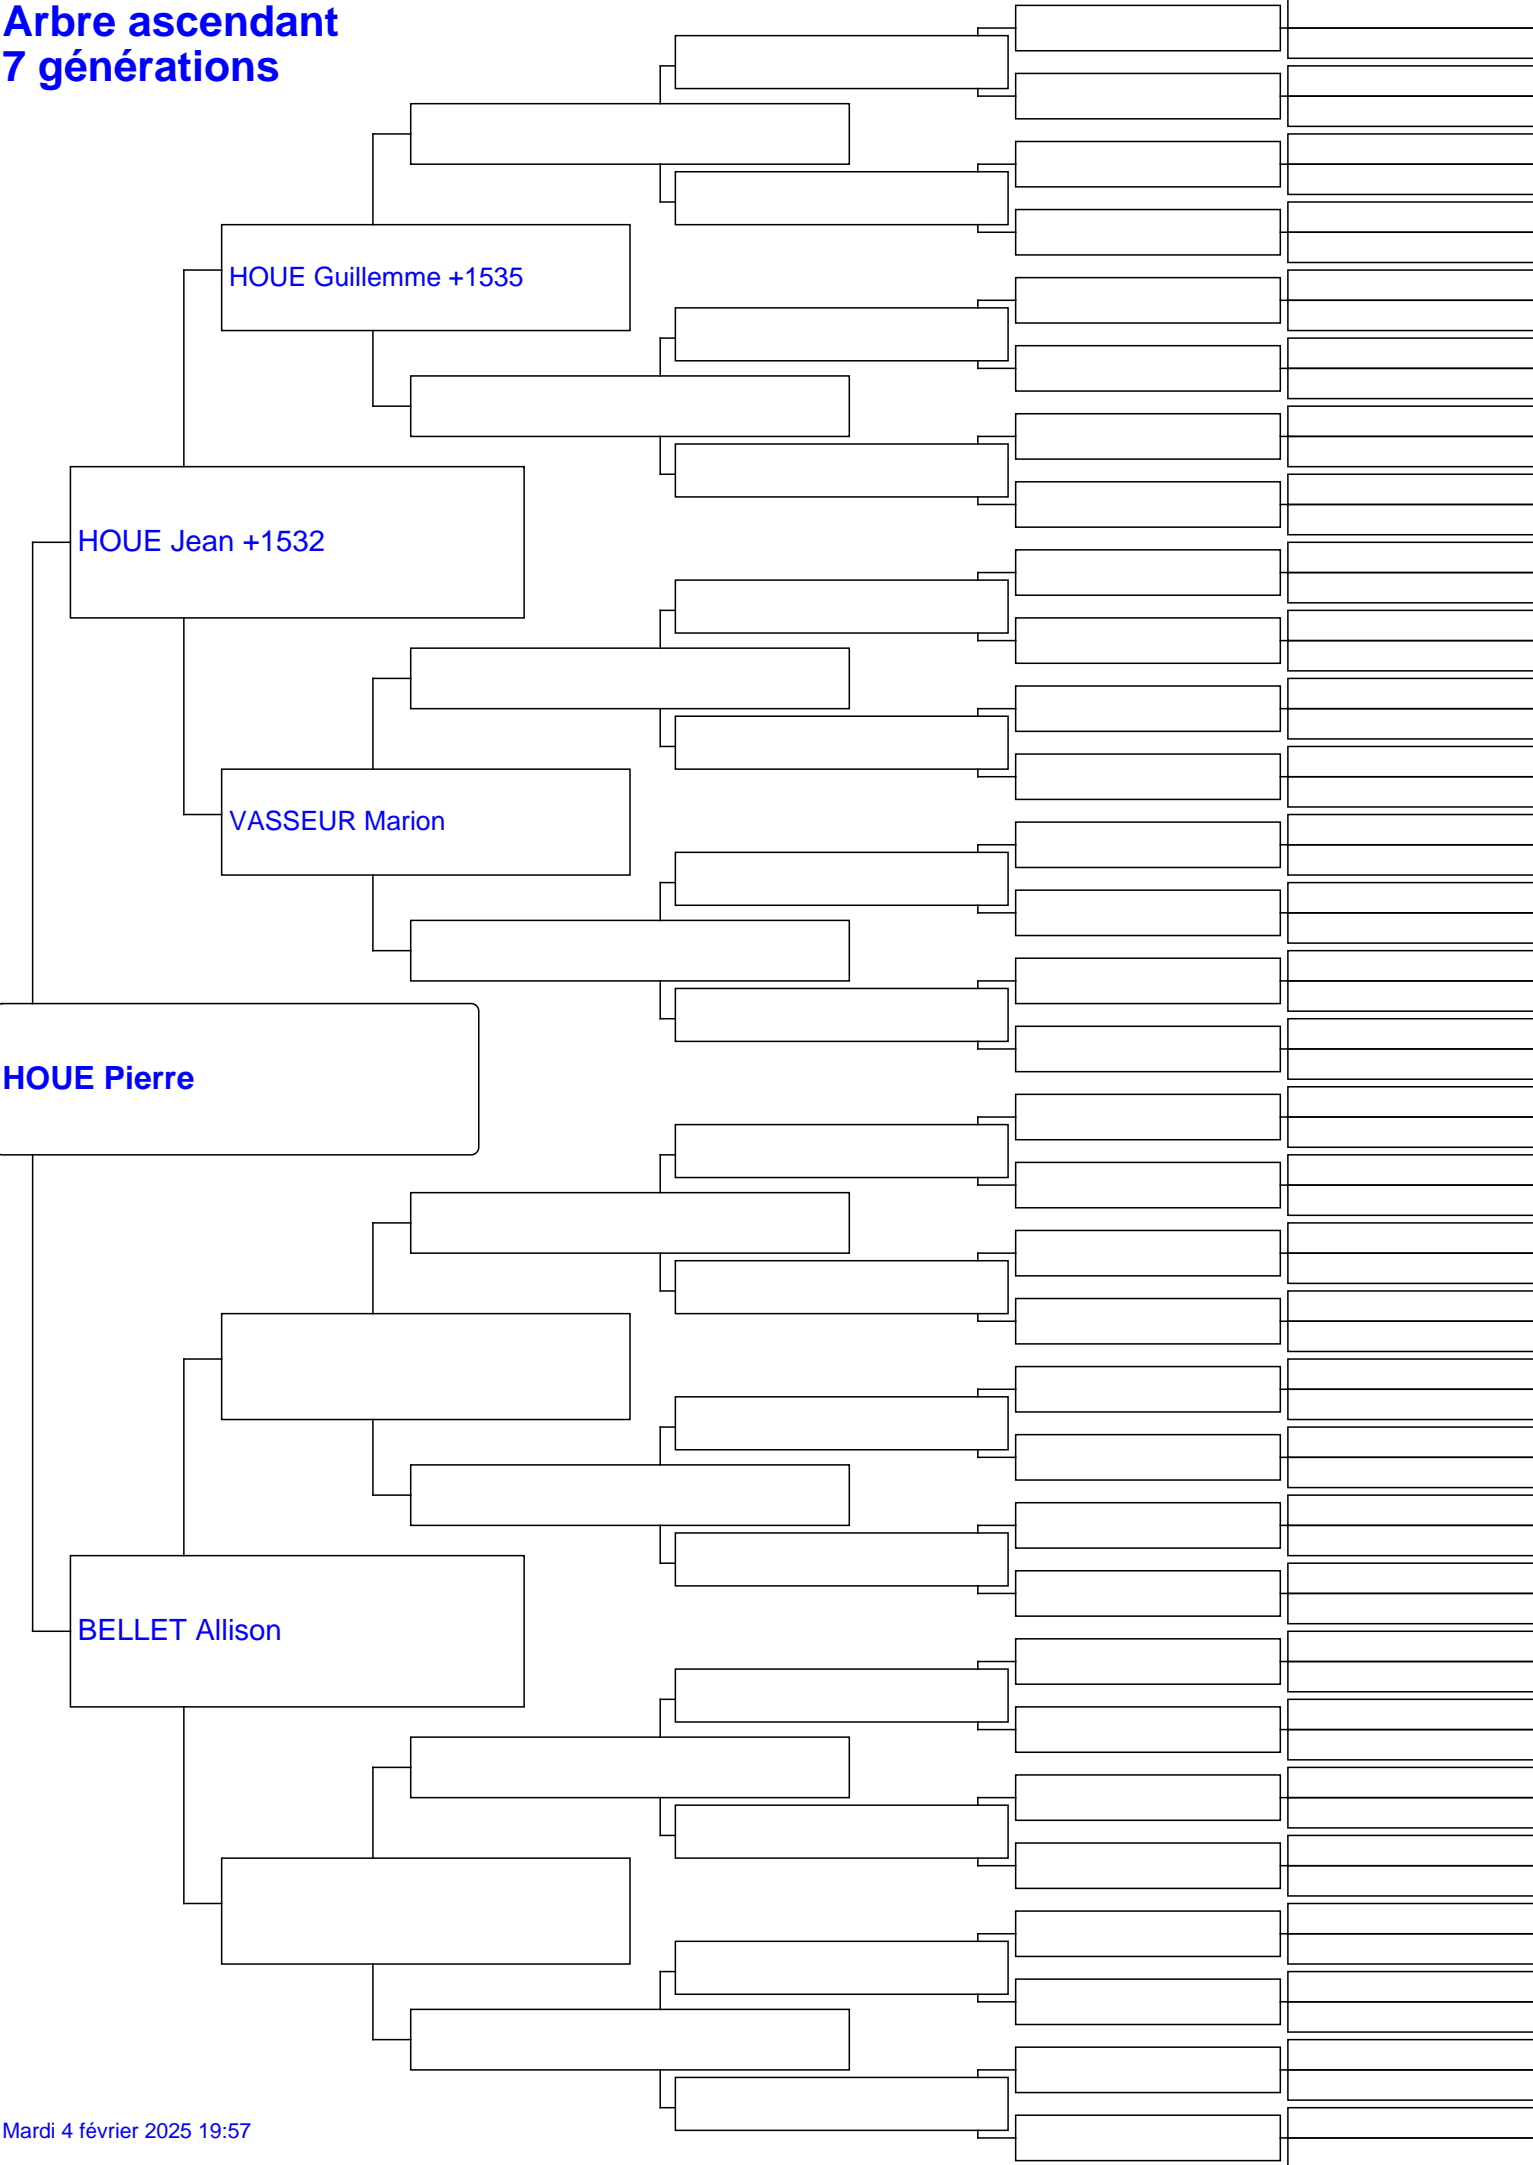 Arbre ascendant
7 générations
HOUE Guillemme +1535
HOUE Jean +1532
VASSEUR Marion
HOUE Pierre
BELLET Allison
Mardi 4 février 2025 19:57